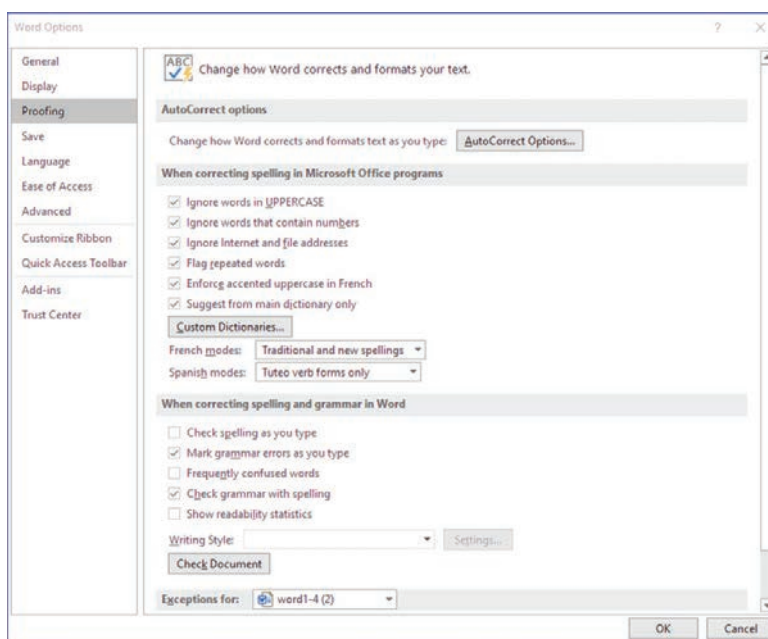 Word Options
General
Display
Proofing
Save
Language
Ease of Access
Advanced
Customize Ribbon
Quick Access Toolbar
Add-ins
Trust Center
Change how Word corrects and formats your text.
AutoCorrect options
Change how Word corrects and formats text as you type: AutoCorrect Options...
When correcting spelling in Microsoft Office programs
Ignore words in UPPERCASE
Ignore words that contain numbers
Ignore Internet and file addresses
Flag repeated words
Enforce accented uppercase in French
Suggest from main dictionary only
Custom Dictionaries...
French modes: Traditional and new spellings
Spanish modes: Tuteo verb forms only
When correcting spelling and grammar in Word
Check spelling as you type
Mark grammar errors as you type
Frequently confused words
Check grammar with spelling
Show readability statistics
Writing Style: Settings...
Check Document
Exceptions for: word1-4 (2)
OK Cancel